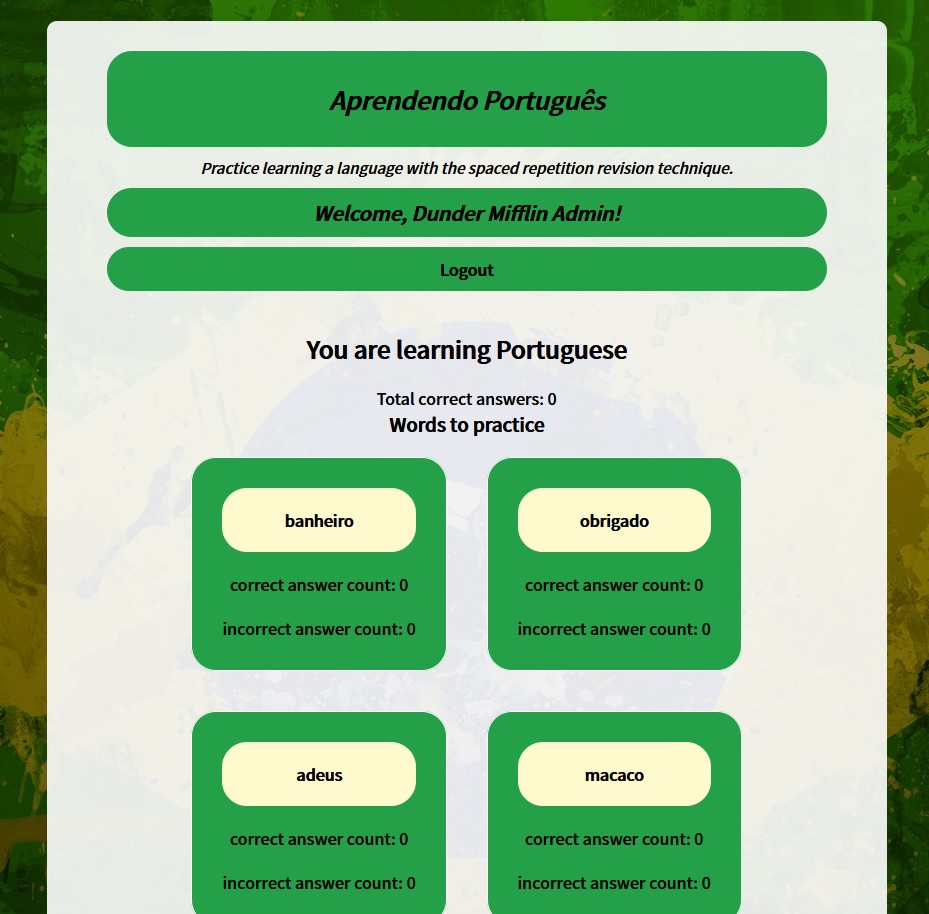 Aprendendo Português
Practice learning a language with the spaced repetition revision technique.
Welcome, Dunder Mifflin Admin!
Logout
You are learning Portuguese
Total correct answers: 0
Words to practice
banheiro
correct answer count: 0
incorrect answer count: 0
obrigado
correct answer count: 0
incorrect answer count: 0
adeus
correct answer count: 0
incorrect answer count: 0
macaco
correct answer count: 0
incorrect answer count: 0